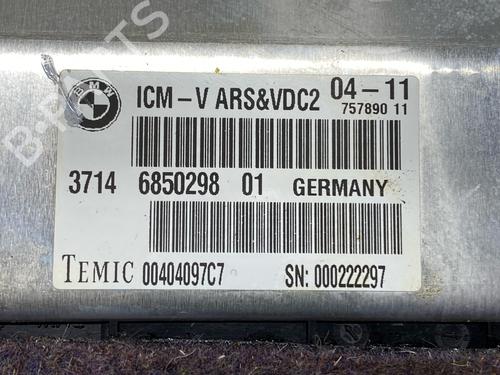 BMW
ICM-V ARS&VDC2 04-11
757890 11
3714 6850298 01 GERMANY
TEMIC 00404097C7 SN: 000222297
B-PARTS